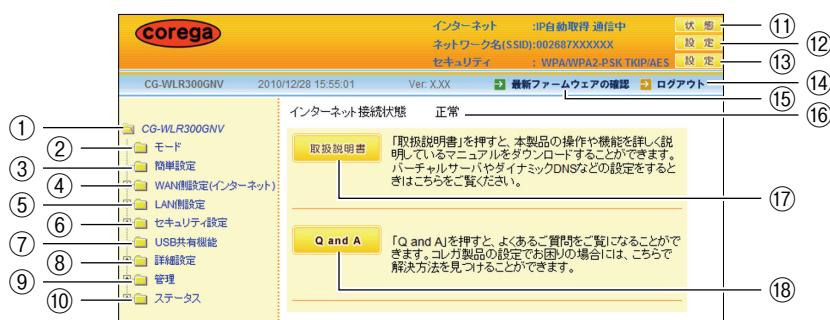 corega
インターネット :IP自動取得 通信中 状 態 ⑪
ネットワーク名(SSID):002687XXXXXX 設 定 ⑫
セキュリティ : WPA/WPA2-PSK TKIP/AES 設 定 ⑬
CG-WLR300GNV 2010/12/28 15:55:01 Ver: X.XX 最新ファームウェアの確認 ログアウト ⑭
⑮
インターネット接続状態 正常 ⑯
① CG-WLR300GNV
② モード
③ 簡単設定
④ WAN側設定(インターネット)
⑤ LAN側設定
⑥ セキュリティ設定
⑦ USB共有機能
⑧ 詳細設定
⑨ 管理
⑩ ステータス
取扱説明書
「取扱説明書」を押すと、本製品の操作や機能を詳しく説
明しているマニュアルをダウンロードすることができます。
バーチャルサーバやダイナミックDNSなどの設定をすると
きはこちらをご覧ください。
⑰
Q and A
「Q and A」を押すと、よくあるご質問をご覧になることがで
きます。コレガ製品の設定でお困りの場合には、こちらで
解決方法を見つけることができます。
⑱